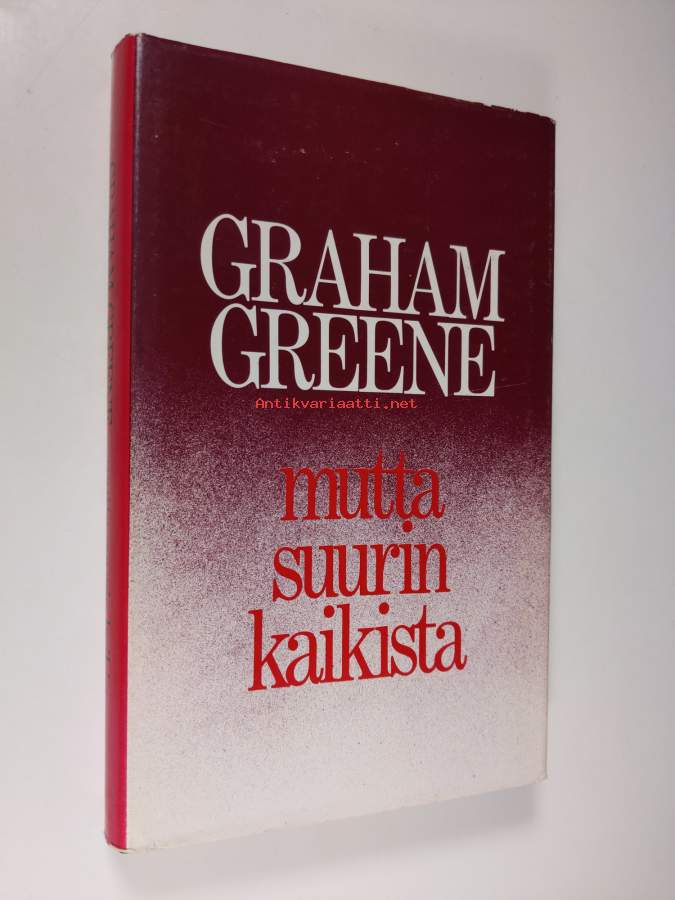 GRAHAM
GREENE
Antikvariaatti.net
mutta
suurin
kaikista